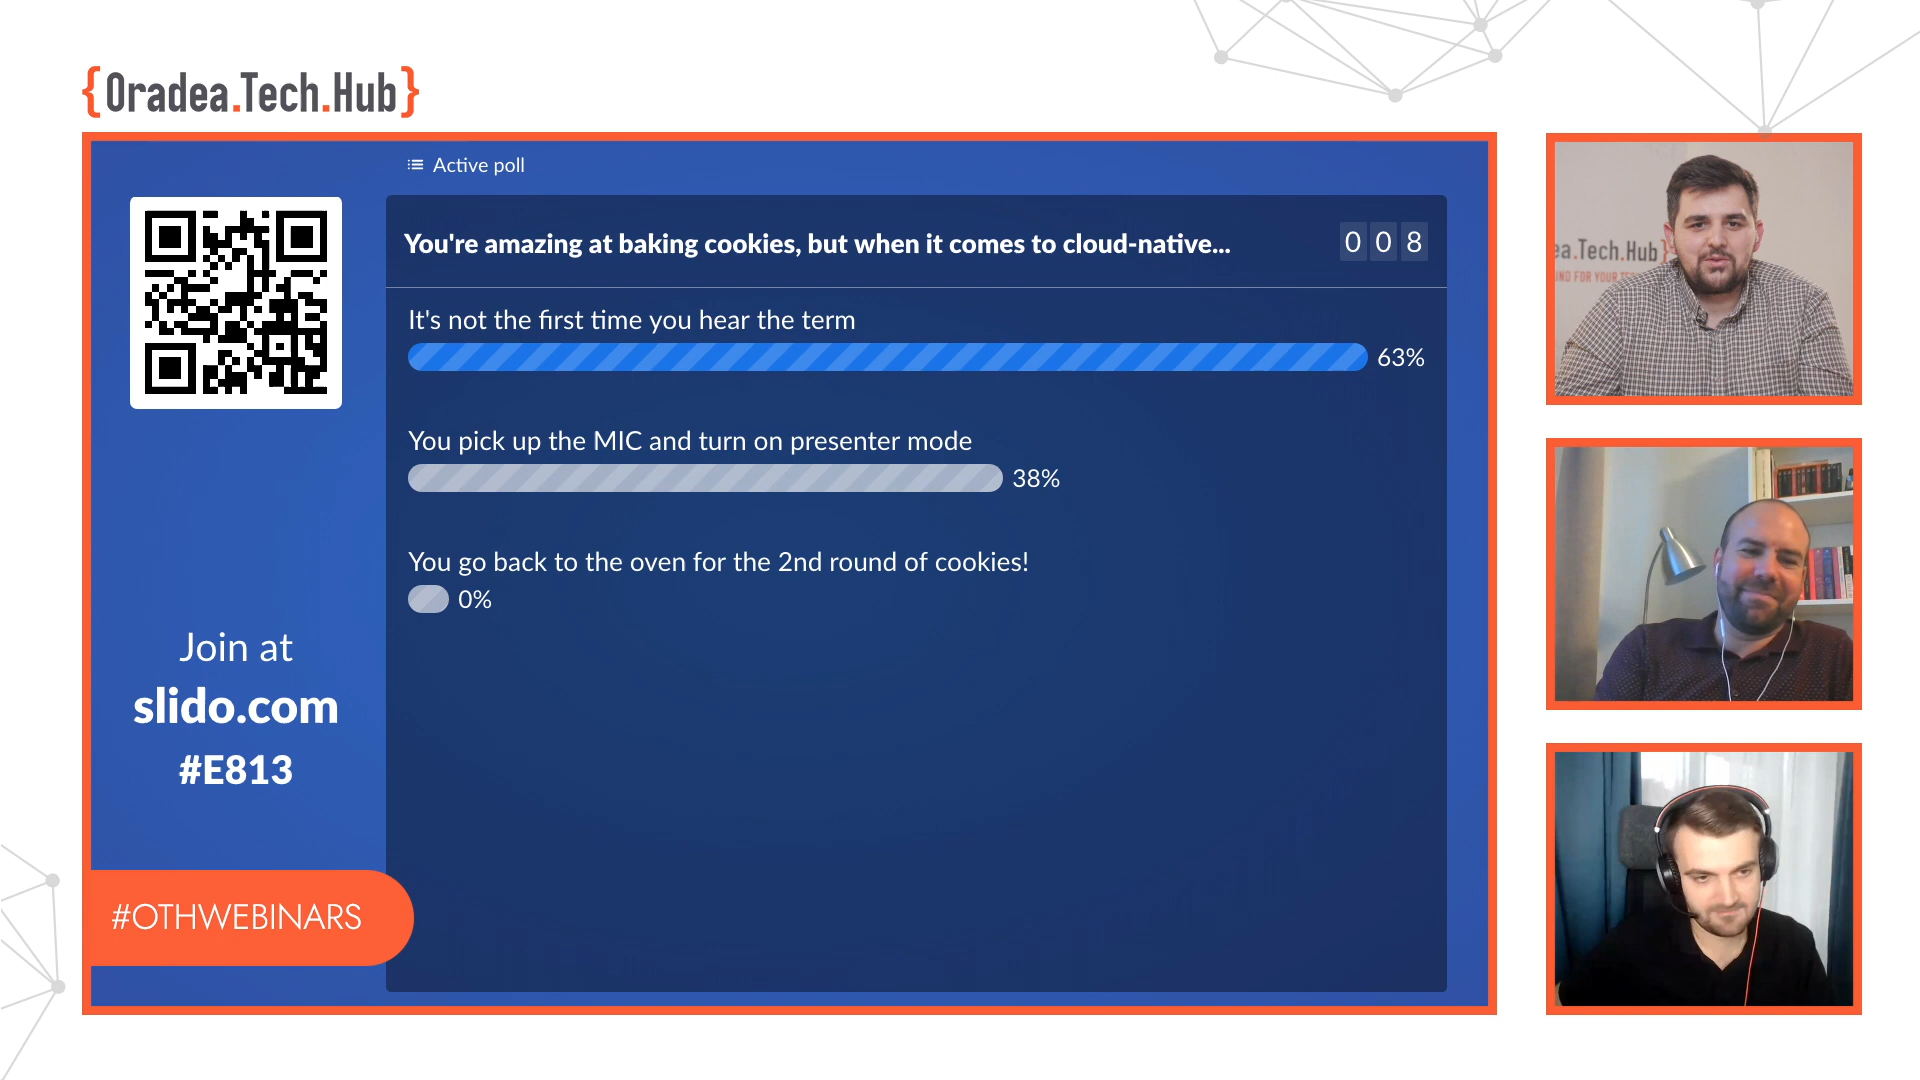 {Oradea.Tech.Hub}
Active poll
You're amazing at baking cookies, but when it comes to cloud-native...
008
It's not the first time you hear the term
63%
You pick up the MIC and turn on presenter mode
38%
You go back to the oven for the 2nd round of cookies!
0%
Join at
slido.com
#E813
#OTHWEBINARS
ea.Tech.Hub}